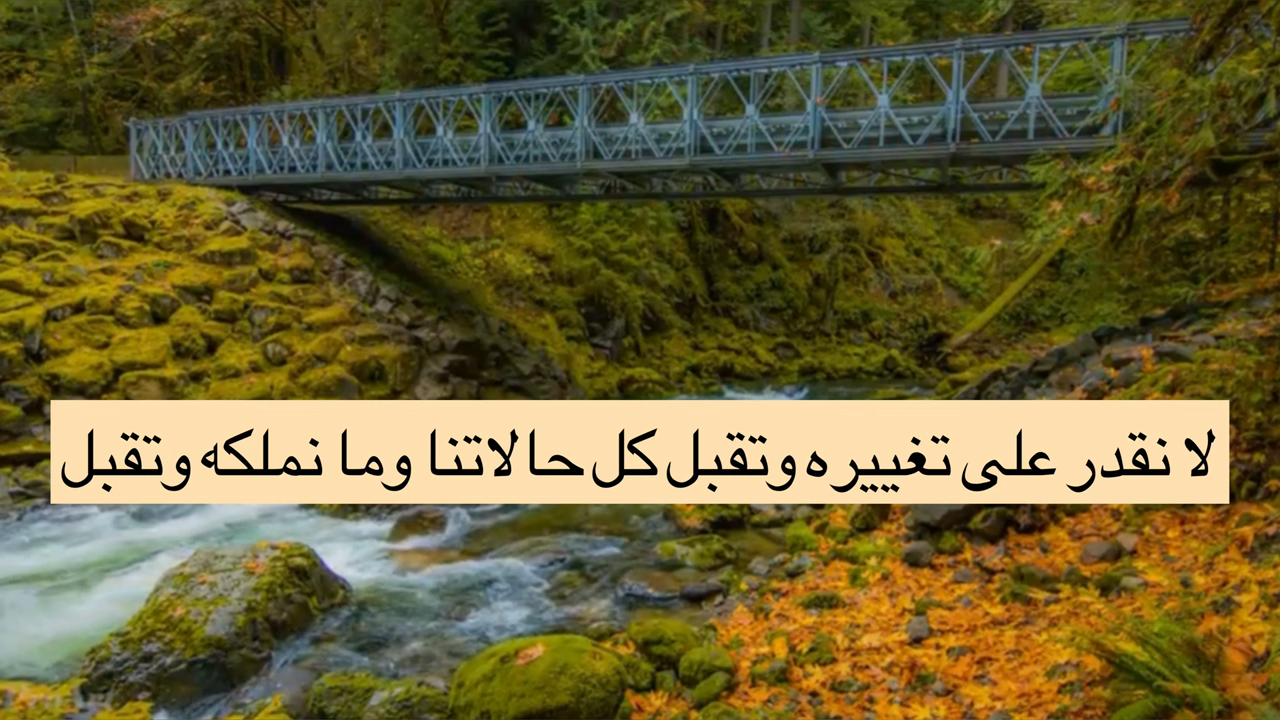 لا نقدر على تغييره وتقبل كل حالاتنا وما نملكه وتقبل